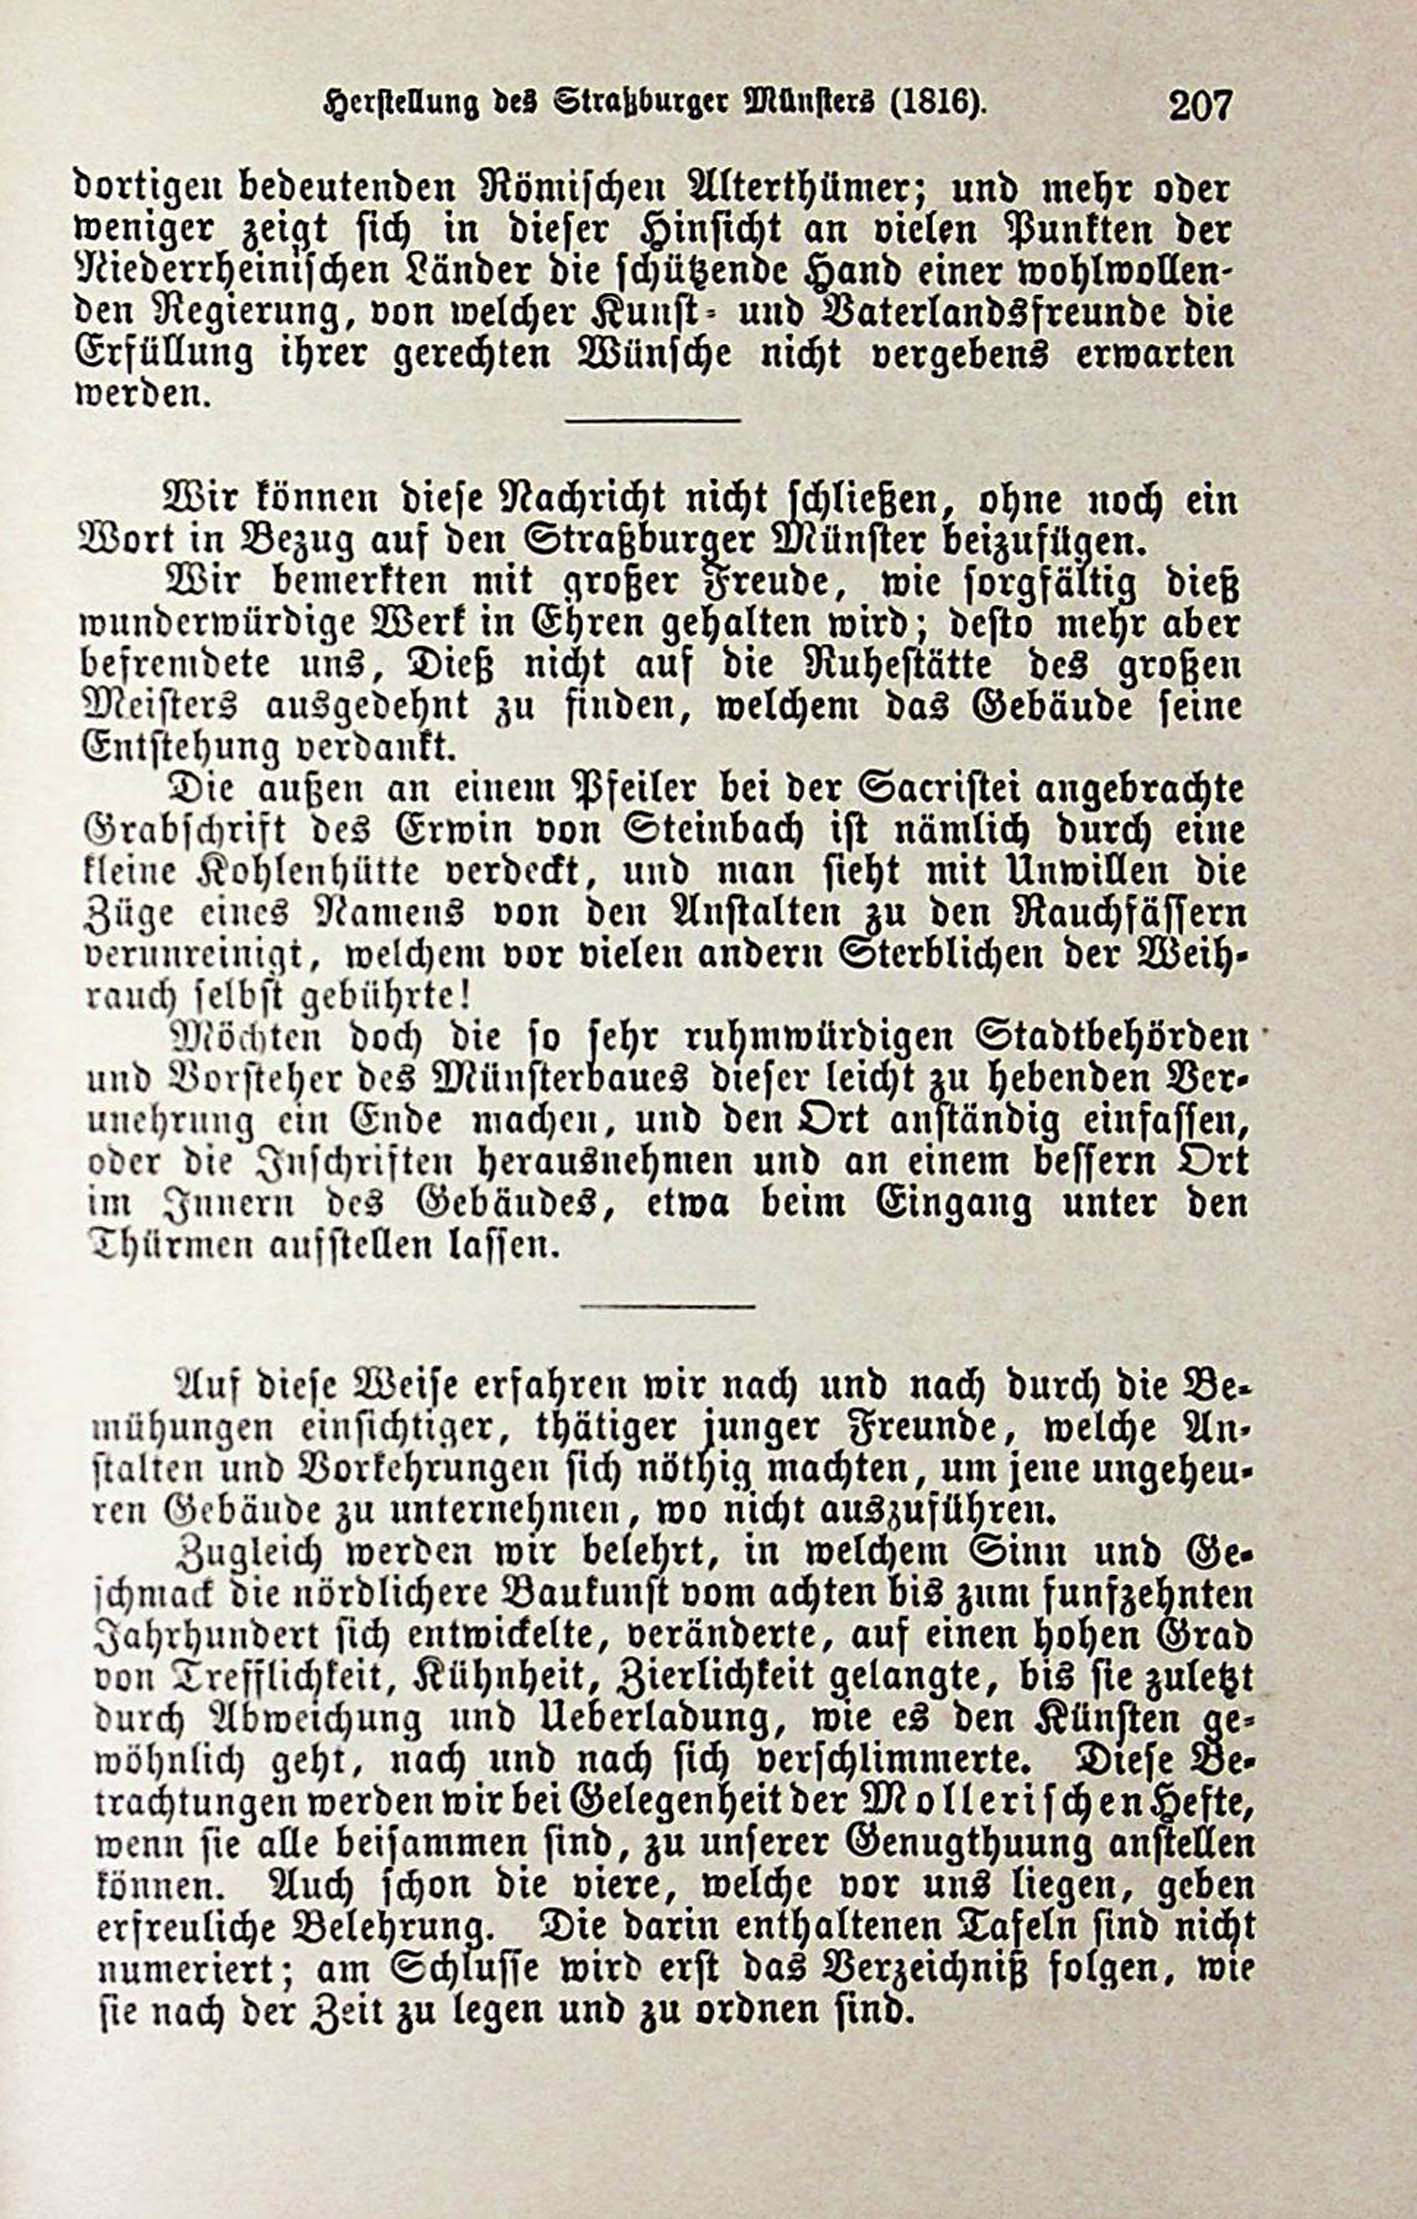 Herstellung des Straßburger Münsters (1816). 207
dortigen bedeutenden Römischen Alterthümer; und mehr oder
weniger zeigt sich in dieser Hinsicht an vielen Punkten der
Niederrheinischen Länder die schützende Hand einer wohlwollen-
den Regierung, von welcher Kunst- und Vaterlandsfreunde die
Erfüllung ihrer gerechten Wünsche nicht vergebens erwarten
werden.
Wir können diese Nachricht nicht schließen, ohne noch ein
Wort in Bezug auf den Straßburger Münster beizufügen.
Wir bemerkten mit großer Freude, wie sorgfältig dieß
wunderwürdige Werk in Ehren gehalten wird; desto mehr aber
befremdete uns, Dieß nicht auf die Ruhestätte des großen
Meisters ausgedehnt zu finden, welchem das Gebäude seine
Entstehung verdankt.
Die außen an einem Pfeiler bei der Sacristei angebrachte
Grabschrift des Erwin von Steinbach ist nämlich durch eine
kleine Kohlenhütte verdeckt, und man sieht mit Unwillen die
Züge eines Namens von den Anstalten zu den Rauchfässern
verunreinigt, welchem vor vielen andern Sterblichen der Weih-
rauch selbst gebührte!
Möchten doch die so sehr ruhmwürdigen Stadtbehörden
und Vorsteher des Münsterbaues dieser leicht zu hebenden Ver-
unehrung ein Ende machen, und den Ort anständig einfassen,
oder die Inschriften herausnehmen und an einem bessern Ort
im Innern des Gebäudes, etwa beim Eingang unter den
Thürmen aufstellen lassen.
Auf diese Weise erfahren wir nach und nach durch die Be-
mühungen einsichtiger, thätiger junger Freunde, welche An-
stalten und Vorkehrungen sich nöthig machten, um jene ungeheu-
ren Gebäude zu unternehmen, wo nicht auszuführen.
Zugleich werden wir belehrt, in welchem Sinn und Ge-
schmack die nördlichere Baukunst vom achten bis zum funfzehnten
Jahrhundert sich entwickelte, veränderte, auf einen hohen Grad
von Trefflichkeit, Kühnheit, Zierlichkeit gelangte, bis sie zuletzt
durch Abweichung und Ueberladung, wie es den Künsten ge-
wöhnlich geht, nach und nach sich verschlimmerte. Diese Be-
trachtungen werden wir bei Gelegenheit der Mollerischen Hefte,
wenn sie alle beisammen sind, zu unserer Genugthuung anstellen
können. Auch schon die viere, welche vor uns liegen, geben
erfreuliche Belehrung. Die darin enthaltenen Tafeln sind nicht
numeriert; am Schlusse wird erst das Verzeichniß folgen, wie
sie nach der Zeit zu legen und zu ordnen sind.